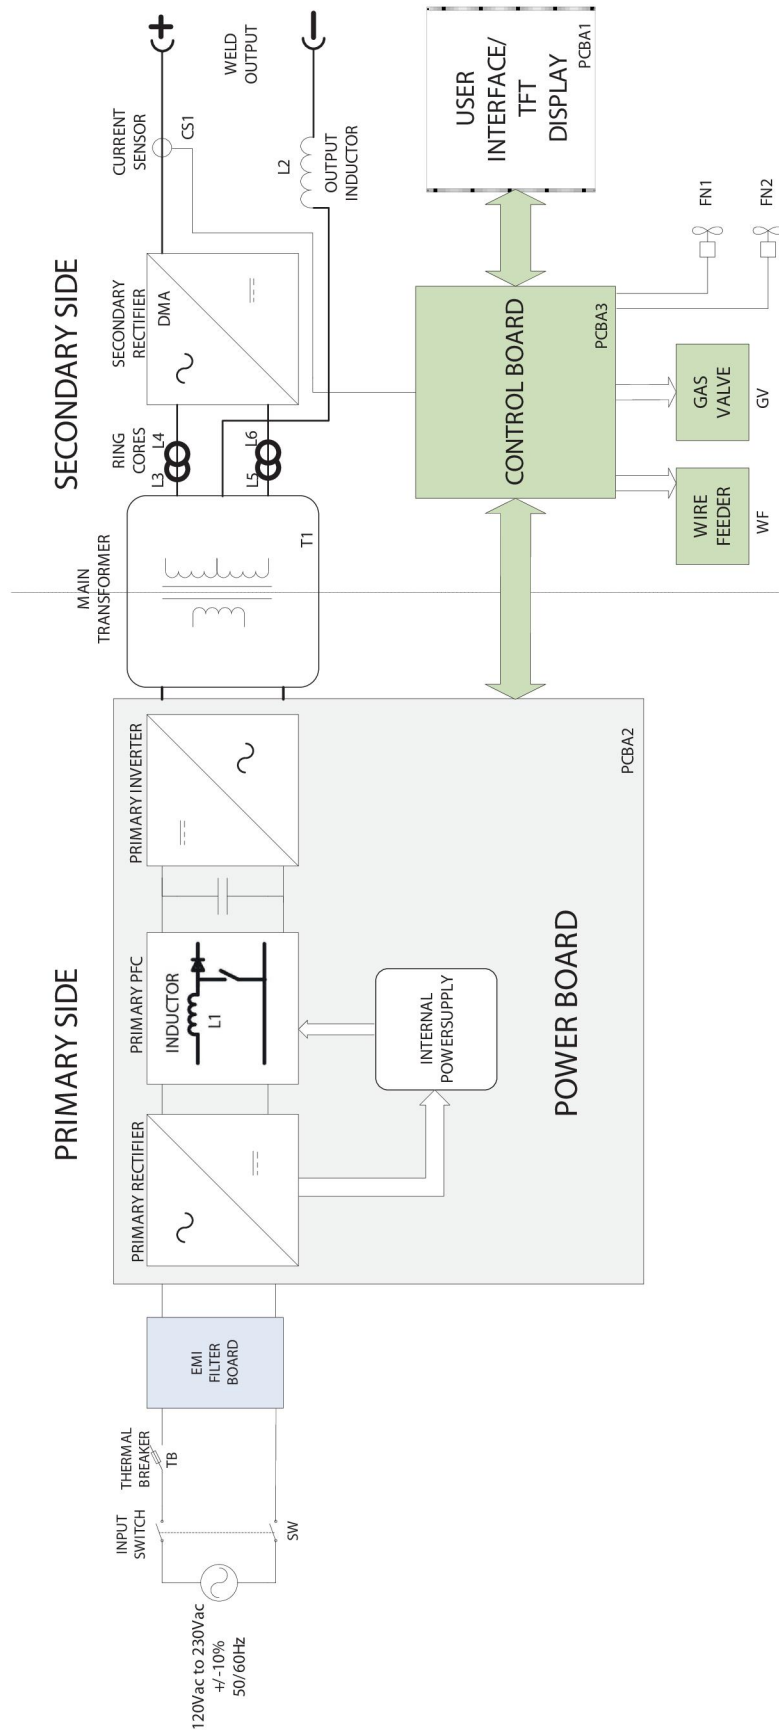 PRIMARY SIDE
SECONDARY SIDE
120Vac to 230Vac
+/-10%
50/60Hz
INPUT
SWITCH
SW
THERMAL
BREAKER
TB
EMI
FILTER
BOARD
PRIMARY RECTIFIER
PRIMARY PFC
INDUCTOR
L1
PRIMARY INVERTER
INTERNAL
POWERSUPPLY
POWER BOARD
PCBA2
MAIN
TRANSFORMER
T1
RING
CORES
L3
L4
L5
L6
SECONDARY
RECTIFIER
DMA
CURRENT
SENSOR
CS1
+
WELD
OUTPUT
−
L2
OUTPUT
INDUCTOR
CONTROL BOARD
PCBA3
USER
INTERFACE/
TFT
DISPLAY
PCBA1
WIRE
FEEDER
WF
GAS
VALVE
GV
FN1
FN2